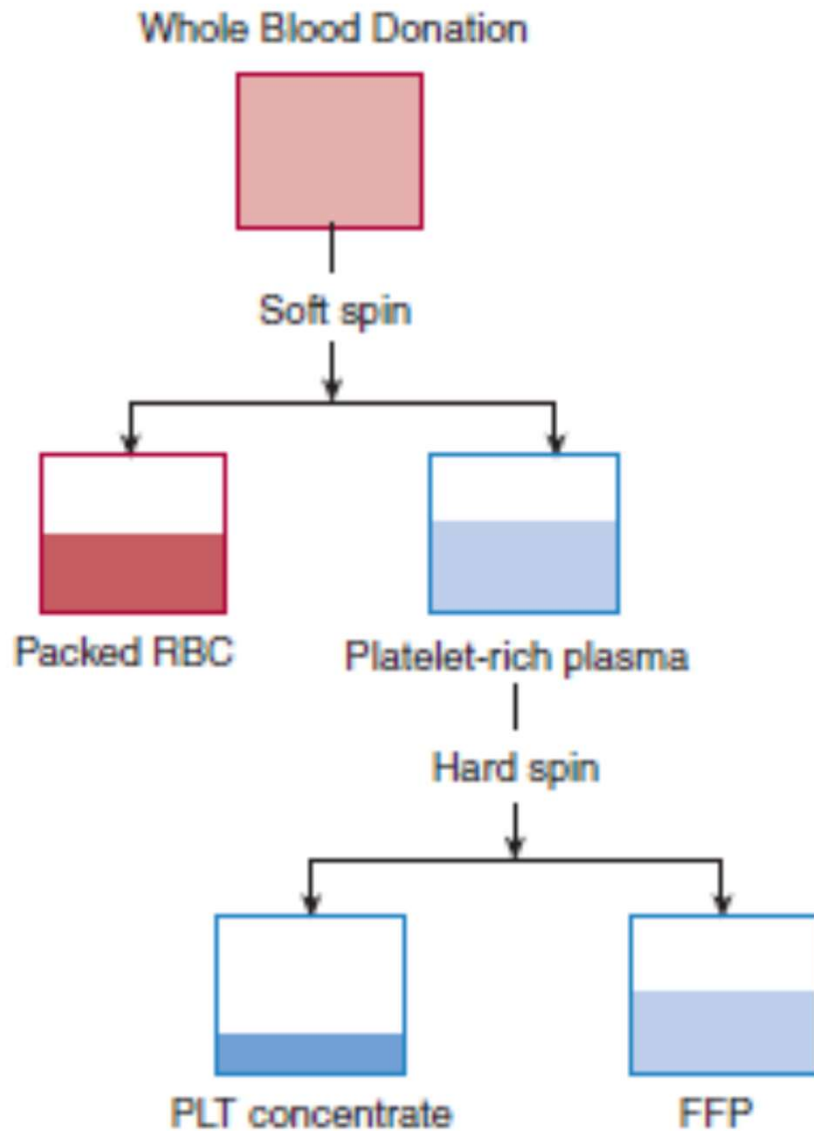 Whole Blood Donation
Soft spin
Packed RBC
Platelet-rich plasma
Hard spin
PLT concentrate
FFP